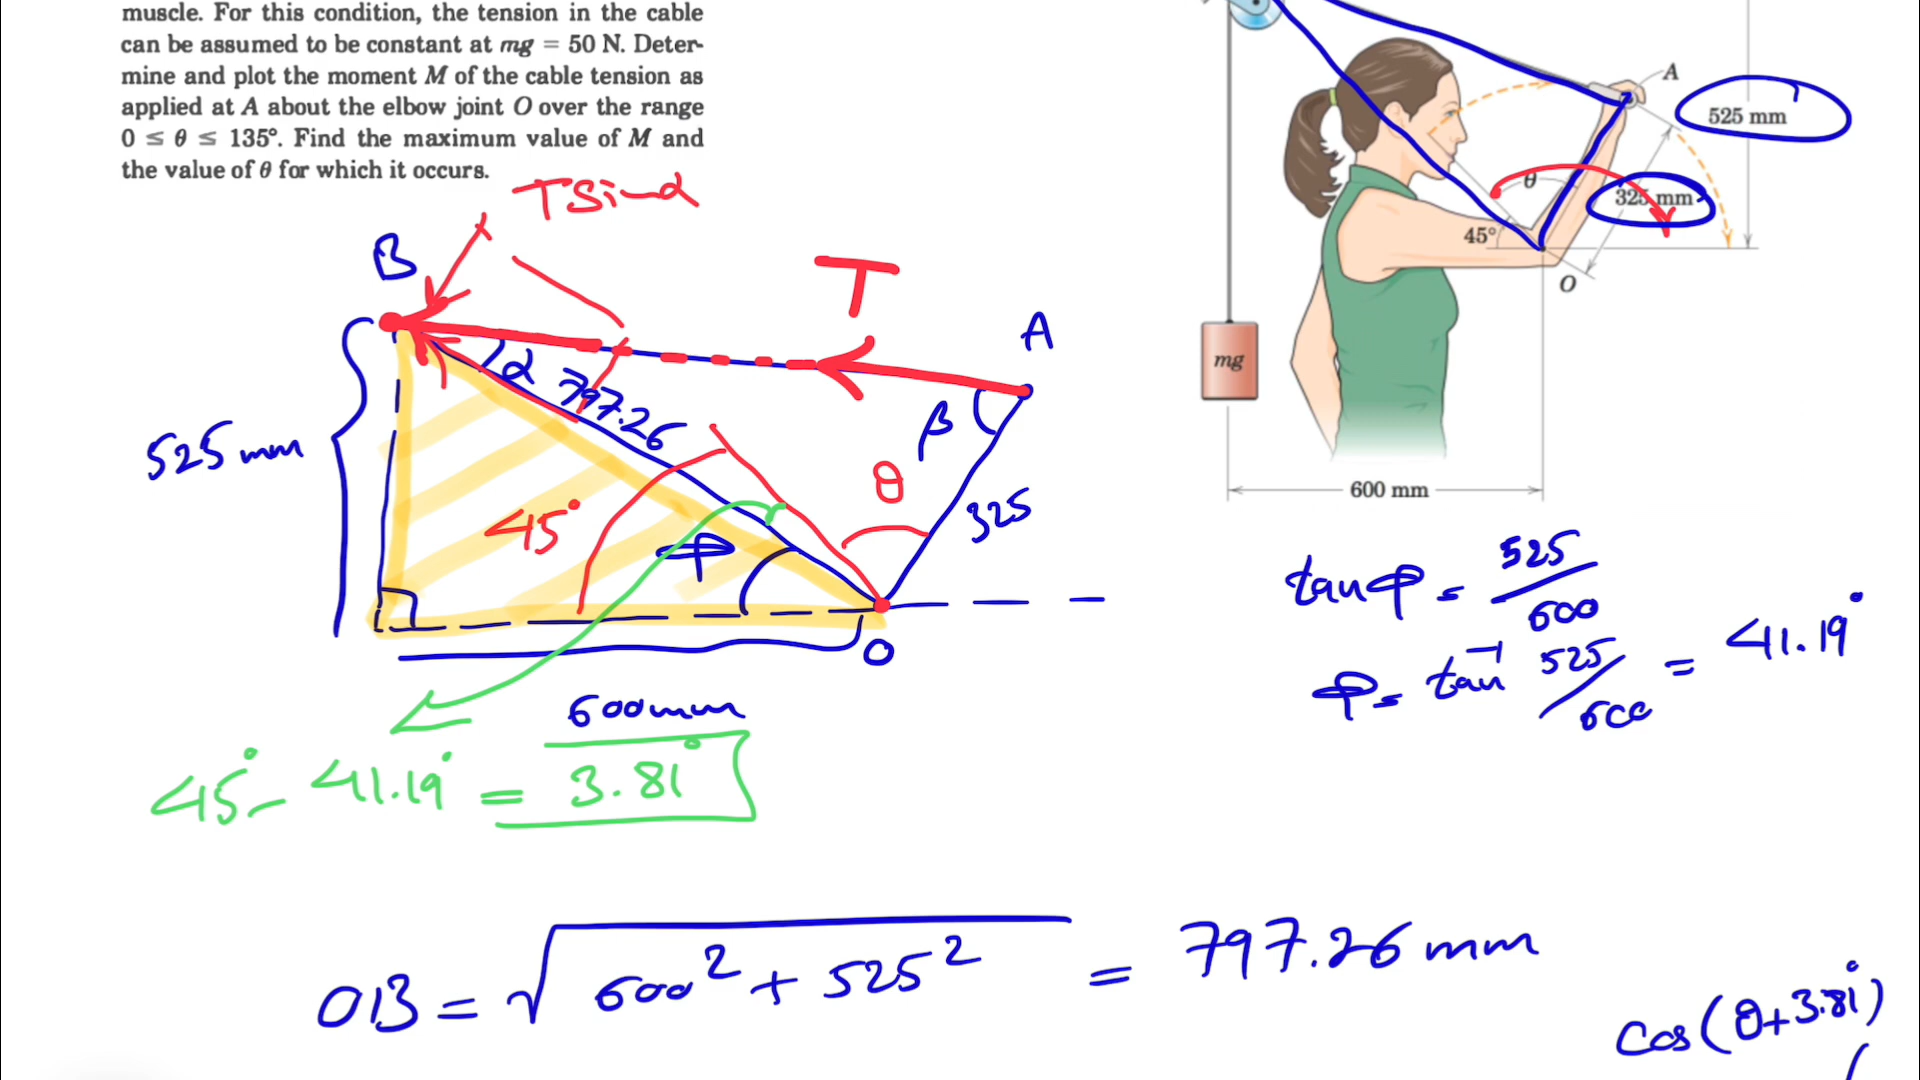 muscle. For this condition, the tension in the cable
can be assumed to be constant at mg = 50 N. Deter-
mine and plot the moment M of the cable tension as
applied at A about the elbow joint O over the range
0 ≤ θ ≤ 135°. Find the maximum value of M and
the value of θ for which it occurs.
A
525 mm
θ
325 mm
45°
O
mg
600 mm
T Sin α
B
T
A
α
797.26
β
525 mm
θ
325
45°
φ
O
600 mm
45° - 41.19° = 3.81°
tan φ = 525/600
φ = tan⁻¹ 525/600 = 41.19°
OB = √600² + 525² = 797.26 mm
cos (θ+3.81°)
(